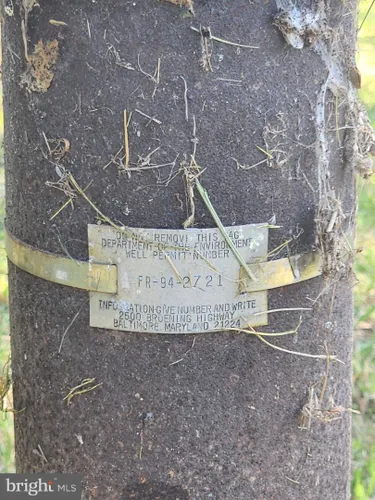 DO NOT REMOVE THIS TAG
DEPARTMENT OF THE ENVIRONMENT
WELL PERMIT NUMBER
FR-94-2721
INFORMATION GIVE NUMBER AND WRITE
2500 BROENING HIGHWAY
BALTIMORE MARYLAND 21224
bright MLS